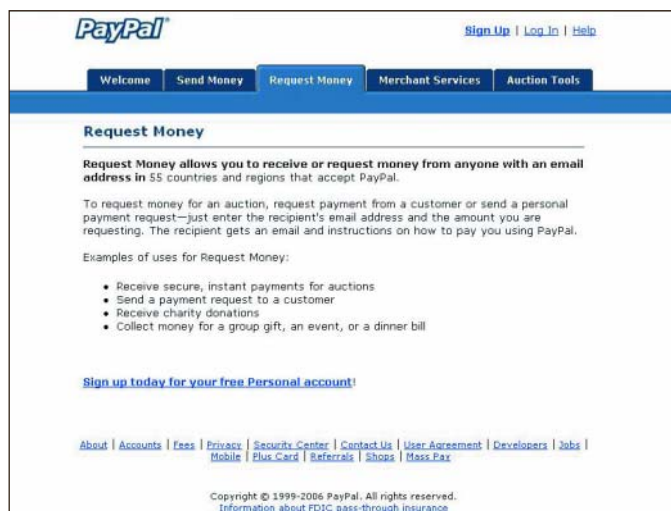 PayPal
Sign Up | Log In | Help
Welcome Send Money Request Money Merchant Services Auction Tools
Request Money
Request Money allows you to receive or request money from anyone with an email
address in 55 countries and regions that accept PayPal.
To request money for an auction, request payment from a customer or send a personal
payment request—just enter the recipient's email address and the amount you are
requesting. The recipient gets an email and instructions on how to pay you using PayPal.
Examples of uses for Request Money:
• Receive secure, instant payments for auctions
• Send a payment request to a customer
• Receive charity donations
• Collect money for a group gift, an event, or a dinner bill
Sign up today for your free Personal account!
About | Accounts | Fees | Privacy | Security Center | Contact Us | User Agreement | Developers | Jobs |
Mobile | Plus Card | Referrals | Shops | Mass Pay
Copyright © 1999-2006 PayPal. All rights reserved.
Information about FDIC pass-through insurance